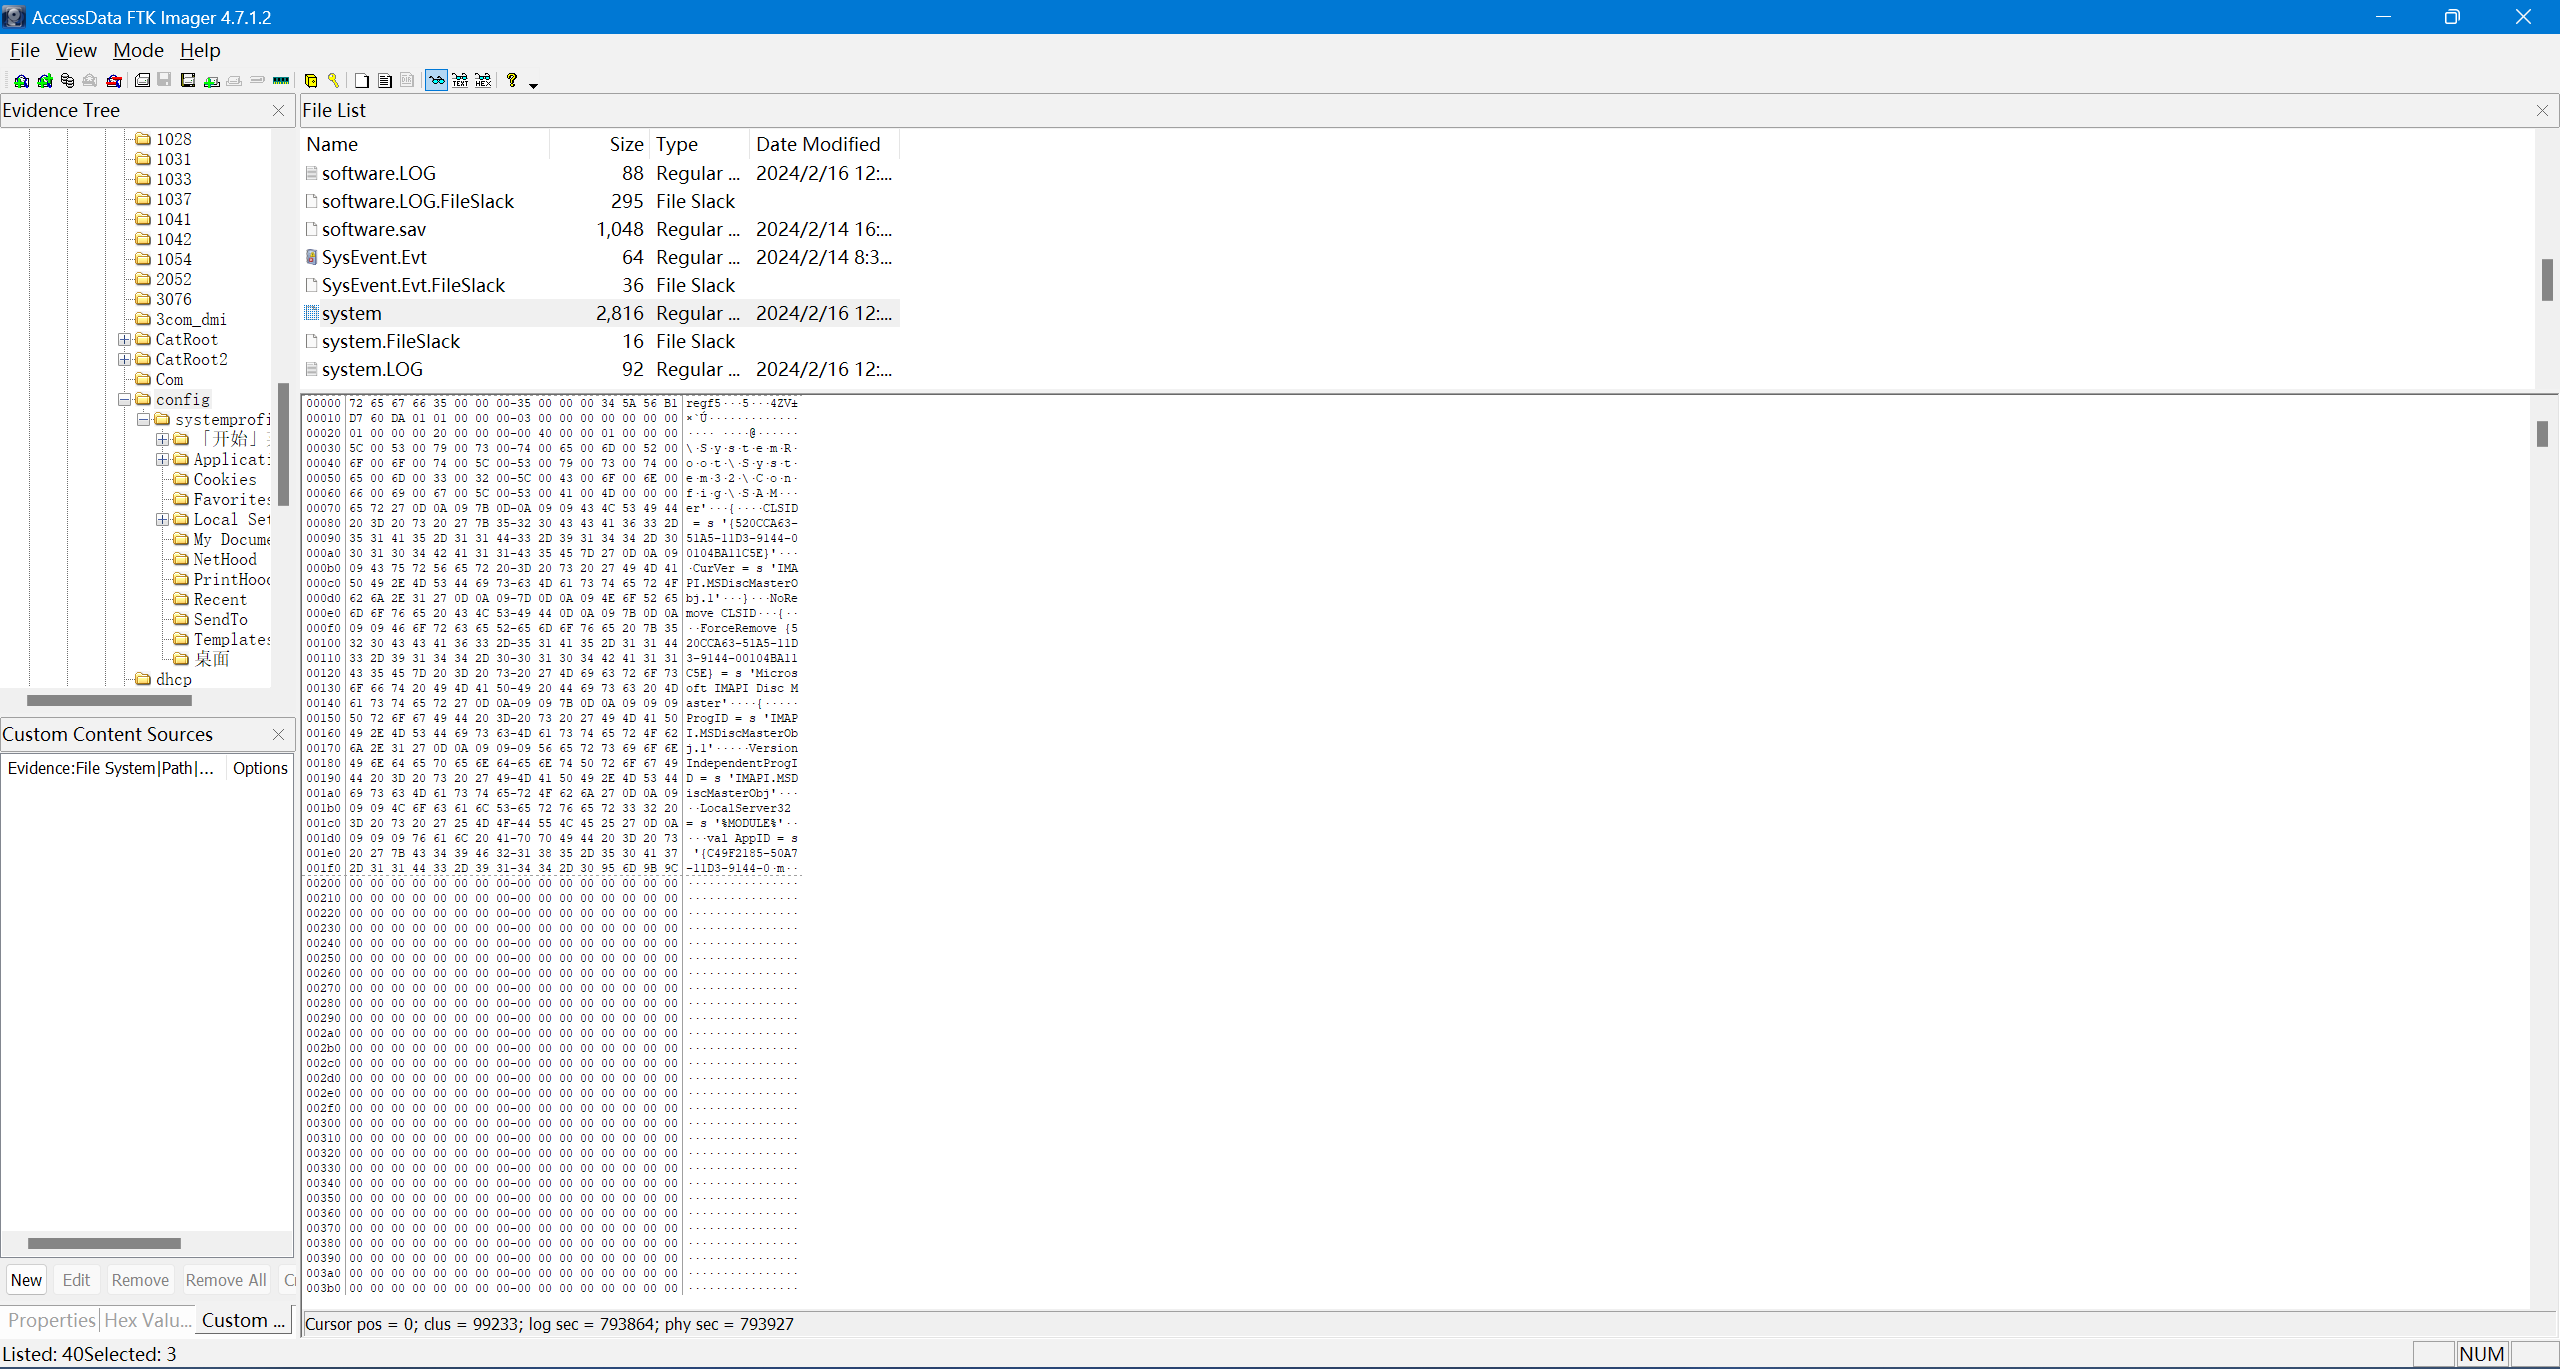 AccessData FTK Imager 4.7.1.2
File View Mode Help
Evidence Tree
1028
1031
1033
1037
1041
1042
1054
2052
3076
3com_dmi
CatRoot
CatRoot2
Com
config
systemprofi
「开始」
Applicat
Cookies
Favorites
Local Set
My Docume
NetHood
PrintHood
Recent
SendTo
Templates
桌面
dhcp
Custom Content Sources
Evidence:File System|Path|... Options
New Edit Remove Remove All Cr
Properties Hex Valu... Custom ...
File List
Name Size Type Date Modified
software.LOG 88 Regular ... 2024/2/16 12:...
software.LOG.FileSlack 295 File Slack
software.sav 1,048 Regular ... 2024/2/14 16:...
SysEvent.Evt 64 Regular ... 2024/2/14 8:3...
SysEvent.Evt.FileSlack 36 File Slack
system 2,816 Regular ... 2024/2/16 12:...
system.FileSlack 16 File Slack
system.LOG 92 Regular ... 2024/2/16 12:...
00000 72 65 67 66 35 00 00 00-35 00 00 00 34 5A 56 B1 regf5···5···4ZV±
00010 D7 60 DA 01 01 00 00 00-03 00 00 00 00 00 00 00 ×`Ú·············
00020 01 00 00 00 20 00 00 00-00 40 00 00 01 00 00 00 ···· ····@······
00030 5C 00 53 00 79 00 73 00-74 00 65 00 6D 00 52 00 \·S·y·s·t·e·m·R·
00040 6F 00 6F 00 74 00 5C 00-53 00 79 00 73 00 74 00 o·o·t·\·S·y·s·t·
00050 65 00 6D 00 33 00 32 00-5C 00 43 00 6F 00 6E 00 e·m·3·2·\·C·o·n·
00060 66 00 69 00 67 00 5C 00-53 00 41 00 4D 00 00 00 f·i·g·\·S·A·M···
00070 65 72 27 0D 0A 09 7B 0D-0A 09 09 43 4C 53 49 44 er'···{····CLSID
00080 20 3D 20 73 20 27 7B 35-32 30 43 43 41 36 33 2D  = s '{520CCA63-
00090 35 31 41 35 2D 31 31 44-33 2D 39 31 34 34 2D 30 51A5-11D3-9144-0
000a0 30 31 30 34 42 41 31 31-43 35 45 7D 27 0D 0A 09 0104BA11C5E}'···
000b0 09 43 75 72 56 65 72 20-3D 20 73 20 27 49 4D 41 ·CurVer = s 'IMA
000c0 50 49 2E 4D 53 44 69 73-63 4D 61 73 74 65 72 4F PI.MSDiscMasterO
000d0 62 6A 2E 31 27 0D 0A 09-7D 0D 0A 09 4E 6F 52 65 bj.1'···}···NoRe
000e0 6D 6F 76 65 20 43 4C 53-49 44 0D 0A 09 7B 0D 0A move CLSID···{··
000f0 09 09 46 6F 72 63 65 52-65 6D 6F 76 65 20 7B 35 ··ForceRemove {5
00100 32 30 43 43 41 36 33 2D-35 31 41 35 2D 31 31 44 20CCA63-51A5-11D
00110 33 2D 39 31 34 34 2D 30-30 31 30 34 42 41 31 31 3-9144-00104BA11
00120 43 35 45 7D 20 3D 20 73-20 27 4D 69 63 72 6F 73 C5E} = s 'Micros
00130 6F 66 74 20 49 4D 41 50-49 20 44 69 73 63 20 4D oft IMAPI Disc M
00140 61 73 74 65 72 27 0D 0A-09 09 7B 0D 0A 09 09 09 aster'····{·····
00150 50 72 6F 67 49 44 20 3D-20 73 20 27 49 4D 41 50 ProgID = s 'IMAP
00160 49 2E 4D 53 44 69 73 63-4D 61 73 74 65 72 4F 62 I.MSDiscMasterOb
00170 6A 2E 31 27 0D 0A 09 09-09 56 65 72 73 69 6F 6E j.1'·····Version
00180 49 6E 64 65 70 65 6E 64-65 6E 74 50 72 6F 67 49 IndependentProgI
00190 44 20 3D 20 73 20 27 49-4D 41 50 49 2E 4D 53 44 D = s 'IMAPI.MSD
001a0 69 73 63 4D 61 73 74 65-72 4F 62 6A 27 0D 0A 09 iscMasterObj'···
001b0 09 09 4C 6F 63 61 6C 53-65 72 76 65 72 33 32 20 ··LocalServer32 
001c0 3D 20 73 20 27 25 4D 4F-44 55 4C 45 25 27 0D 0A = s '%MODULE%'··
001d0 09 09 09 76 61 6C 20 41-70 70 49 44 20 3D 20 73 ···val AppID = s
001e0 20 27 7B 43 34 39 46 32-31 38 35 2D 35 30 41 37  '{C49F2185-50A7
001f0 2D 31 31 44 33 2D 39 31-34 34 2D 30 95 6D 9B 9C -11D3-9144-0·m··
00200 00 00 00 00 00 00 00 00-00 00 00 00 00 00 00 00 ················
00210 00 00 00 00 00 00 00 00-00 00 00 00 00 00 00 00 ················
00220 00 00 00 00 00 00 00 00-00 00 00 00 00 00 00 00 ················
00230 00 00 00 00 00 00 00 00-00 00 00 00 00 00 00 00 ················
00240 00 00 00 00 00 00 00 00-00 00 00 00 00 00 00 00 ················
00250 00 00 00 00 00 00 00 00-00 00 00 00 00 00 00 00 ················
00260 00 00 00 00 00 00 00 00-00 00 00 00 00 00 00 00 ················
00270 00 00 00 00 00 00 00 00-00 00 00 00 00 00 00 00 ················
00280 00 00 00 00 00 00 00 00-00 00 00 00 00 00 00 00 ················
00290 00 00 00 00 00 00 00 00-00 00 00 00 00 00 00 00 ················
002a0 00 00 00 00 00 00 00 00-00 00 00 00 00 00 00 00 ················
002b0 00 00 00 00 00 00 00 00-00 00 00 00 00 00 00 00 ················
002c0 00 00 00 00 00 00 00 00-00 00 00 00 00 00 00 00 ················
002d0 00 00 00 00 00 00 00 00-00 00 00 00 00 00 00 00 ················
002e0 00 00 00 00 00 00 00 00-00 00 00 00 00 00 00 00 ················
002f0 00 00 00 00 00 00 00 00-00 00 00 00 00 00 00 00 ················
00300 00 00 00 00 00 00 00 00-00 00 00 00 00 00 00 00 ················
00310 00 00 00 00 00 00 00 00-00 00 00 00 00 00 00 00 ················
00320 00 00 00 00 00 00 00 00-00 00 00 00 00 00 00 00 ················
00330 00 00 00 00 00 00 00 00-00 00 00 00 00 00 00 00 ················
00340 00 00 00 00 00 00 00 00-00 00 00 00 00 00 00 00 ················
00350 00 00 00 00 00 00 00 00-00 00 00 00 00 00 00 00 ················
00360 00 00 00 00 00 00 00 00-00 00 00 00 00 00 00 00 ················
00370 00 00 00 00 00 00 00 00-00 00 00 00 00 00 00 00 ················
00380 00 00 00 00 00 00 00 00-00 00 00 00 00 00 00 00 ················
00390 00 00 00 00 00 00 00 00-00 00 00 00 00 00 00 00 ················
003a0 00 00 00 00 00 00 00 00-00 00 00 00 00 00 00 00 ················
003b0 00 00 00 00 00 00 00 00-00 00 00 00 00 00 00 00 ················
Cursor pos = 0; clus = 99233; log sec = 793864; phy sec = 793927
Listed: 40Selected: 3
NUM